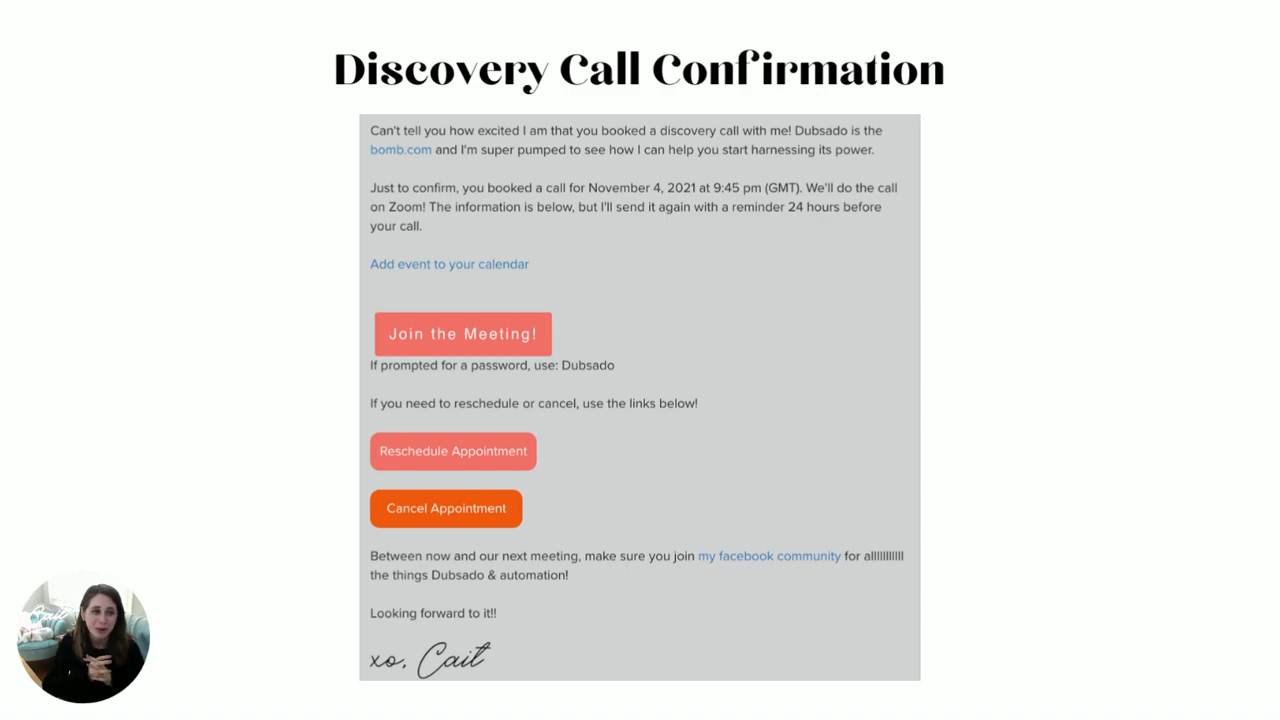 Discovery Call Confirmation
Can't tell you how excited I am that you booked a discovery call with me! Dubsado is the
bomb.com and I'm super pumped to see how I can help you start harnessing its power.
Just to confirm, you booked a call for November 4, 2021 at 9:45 pm (GMT). We'll do the call
on Zoom! The information is below, but I'll send it again with a reminder 24 hours before
your call.
Add event to your calendar
Join the Meeting!
If prompted for a password, use: Dubsado
If you need to reschedule or cancel, use the links below!
Reschedule Appointment
Cancel Appointment
Between now and our next meeting, make sure you join my facebook community for allllllllll
the things Dubsado & automation!
Looking forward to it!!
xo, Cait